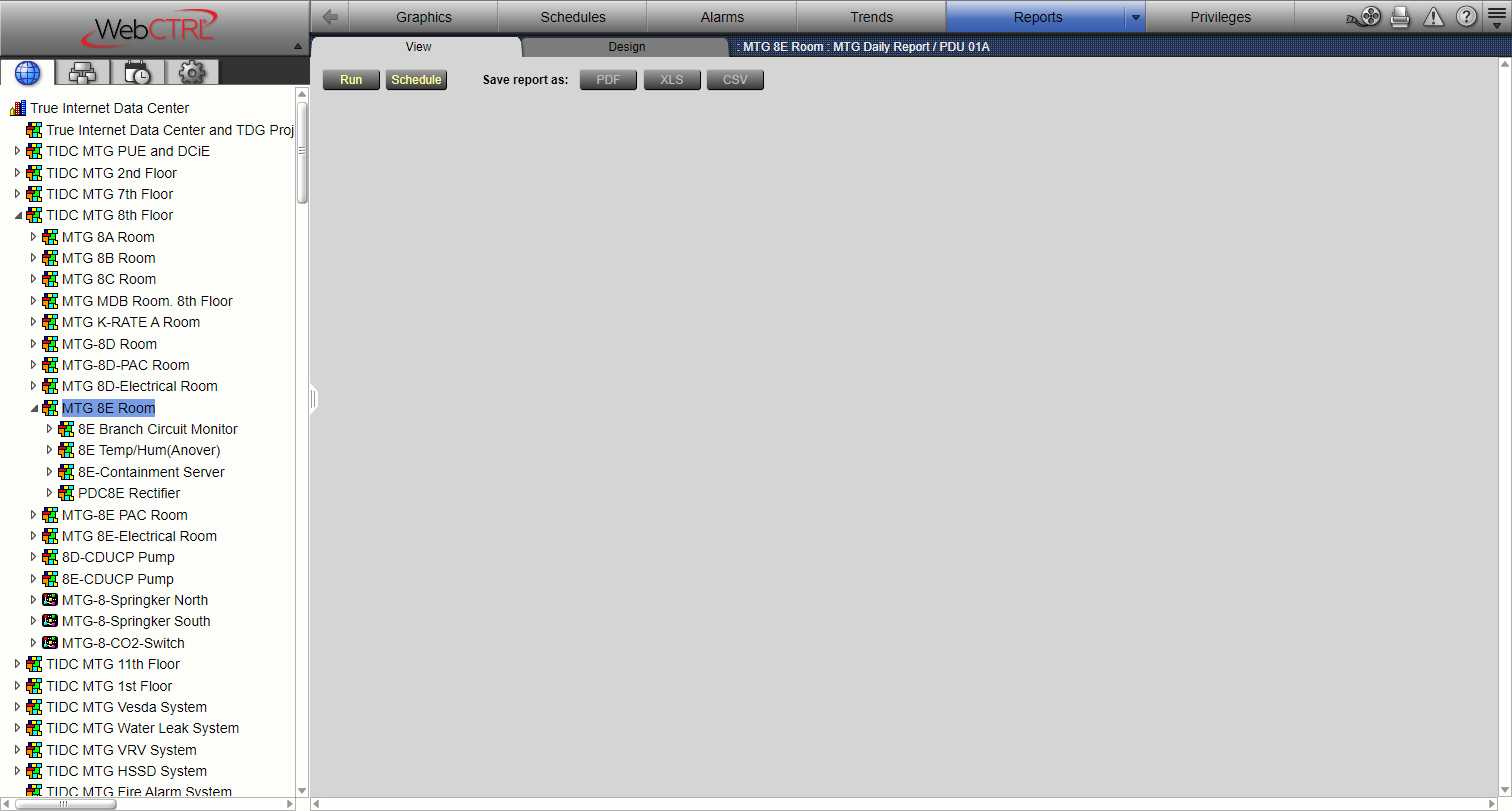 WebCTRL
Graphics
Schedules
Alarms
Trends
Reports
Privileges
View
Design
: MTG 8E Room : MTG Daily Report / PDU 01A
Run
Schedule
Save report as:
PDF
XLS
CSV
True Internet Data Center
True Internet Data Center and TDG Proj
TIDC MTG PUE and DCiE
TIDC MTG 2nd Floor
TIDC MTG 7th Floor
TIDC MTG 8th Floor
MTG 8A Room
MTG 8B Room
MTG 8C Room
MTG MDB Room. 8th Floor
MTG K-RATE A Room
MTG-8D Room
MTG-8D-PAC Room
MTG 8D-Electrical Room
MTG 8E Room
8E Branch Circuit Monitor
8E Temp/Hum(Anover)
8E-Containment Server
PDC8E Rectifier
MTG-8E PAC Room
MTG 8E-Electrical Room
8D-CDUCP Pump
8E-CDUCP Pump
MTG-8-Springker North
MTG-8-Springker South
MTG-8-CO2-Switch
TIDC MTG 11th Floor
TIDC MTG 1st Floor
TIDC MTG Vesda System
TIDC MTG Water Leak System
TIDC MTG VRV System
TIDC MTG HSSD System
MTG Fire Alarm System